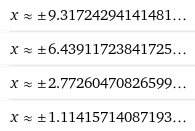 x ≈ ±9.31724294141481…
x ≈ ±6.43911723841725…
x ≈ ±2.77260470826599…
x ≈ ±1.11415714087193…